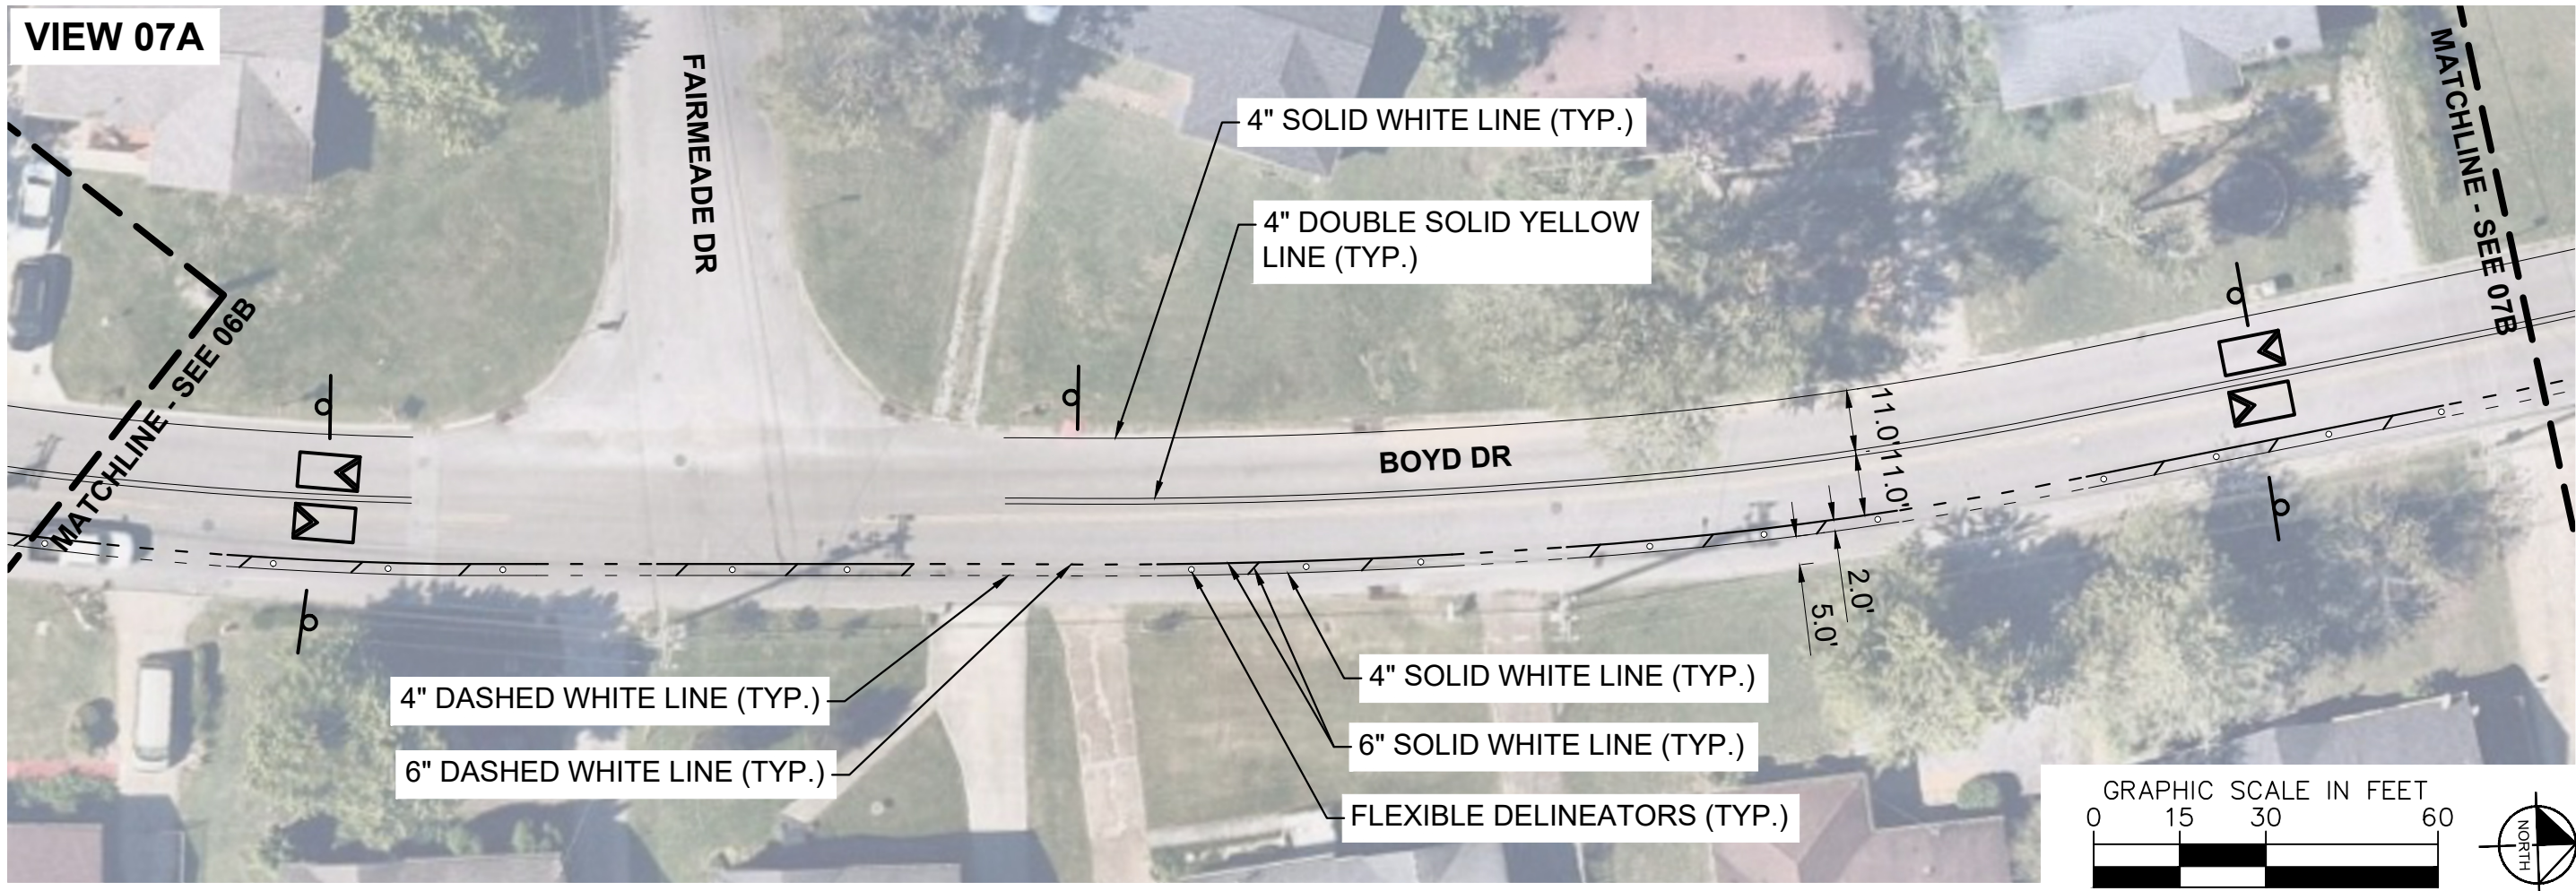 VIEW 07A
FAIRMEADE DR
MATCHLINE - SEE 06B
4" SOLID WHITE LINE (TYP.)
4" DOUBLE SOLID YELLOW
LINE (TYP.)
MATCHLINE - SEE 07B
BOYD DR
11.0'
11.0'
2.0'
5.0'
4" DASHED WHITE LINE (TYP.)
6" DASHED WHITE LINE (TYP.)
4" SOLID WHITE LINE (TYP.)
6" SOLID WHITE LINE (TYP.)
FLEXIBLE DELINEATORS (TYP.)
GRAPHIC SCALE IN FEET
0 15 30 60
NORTH